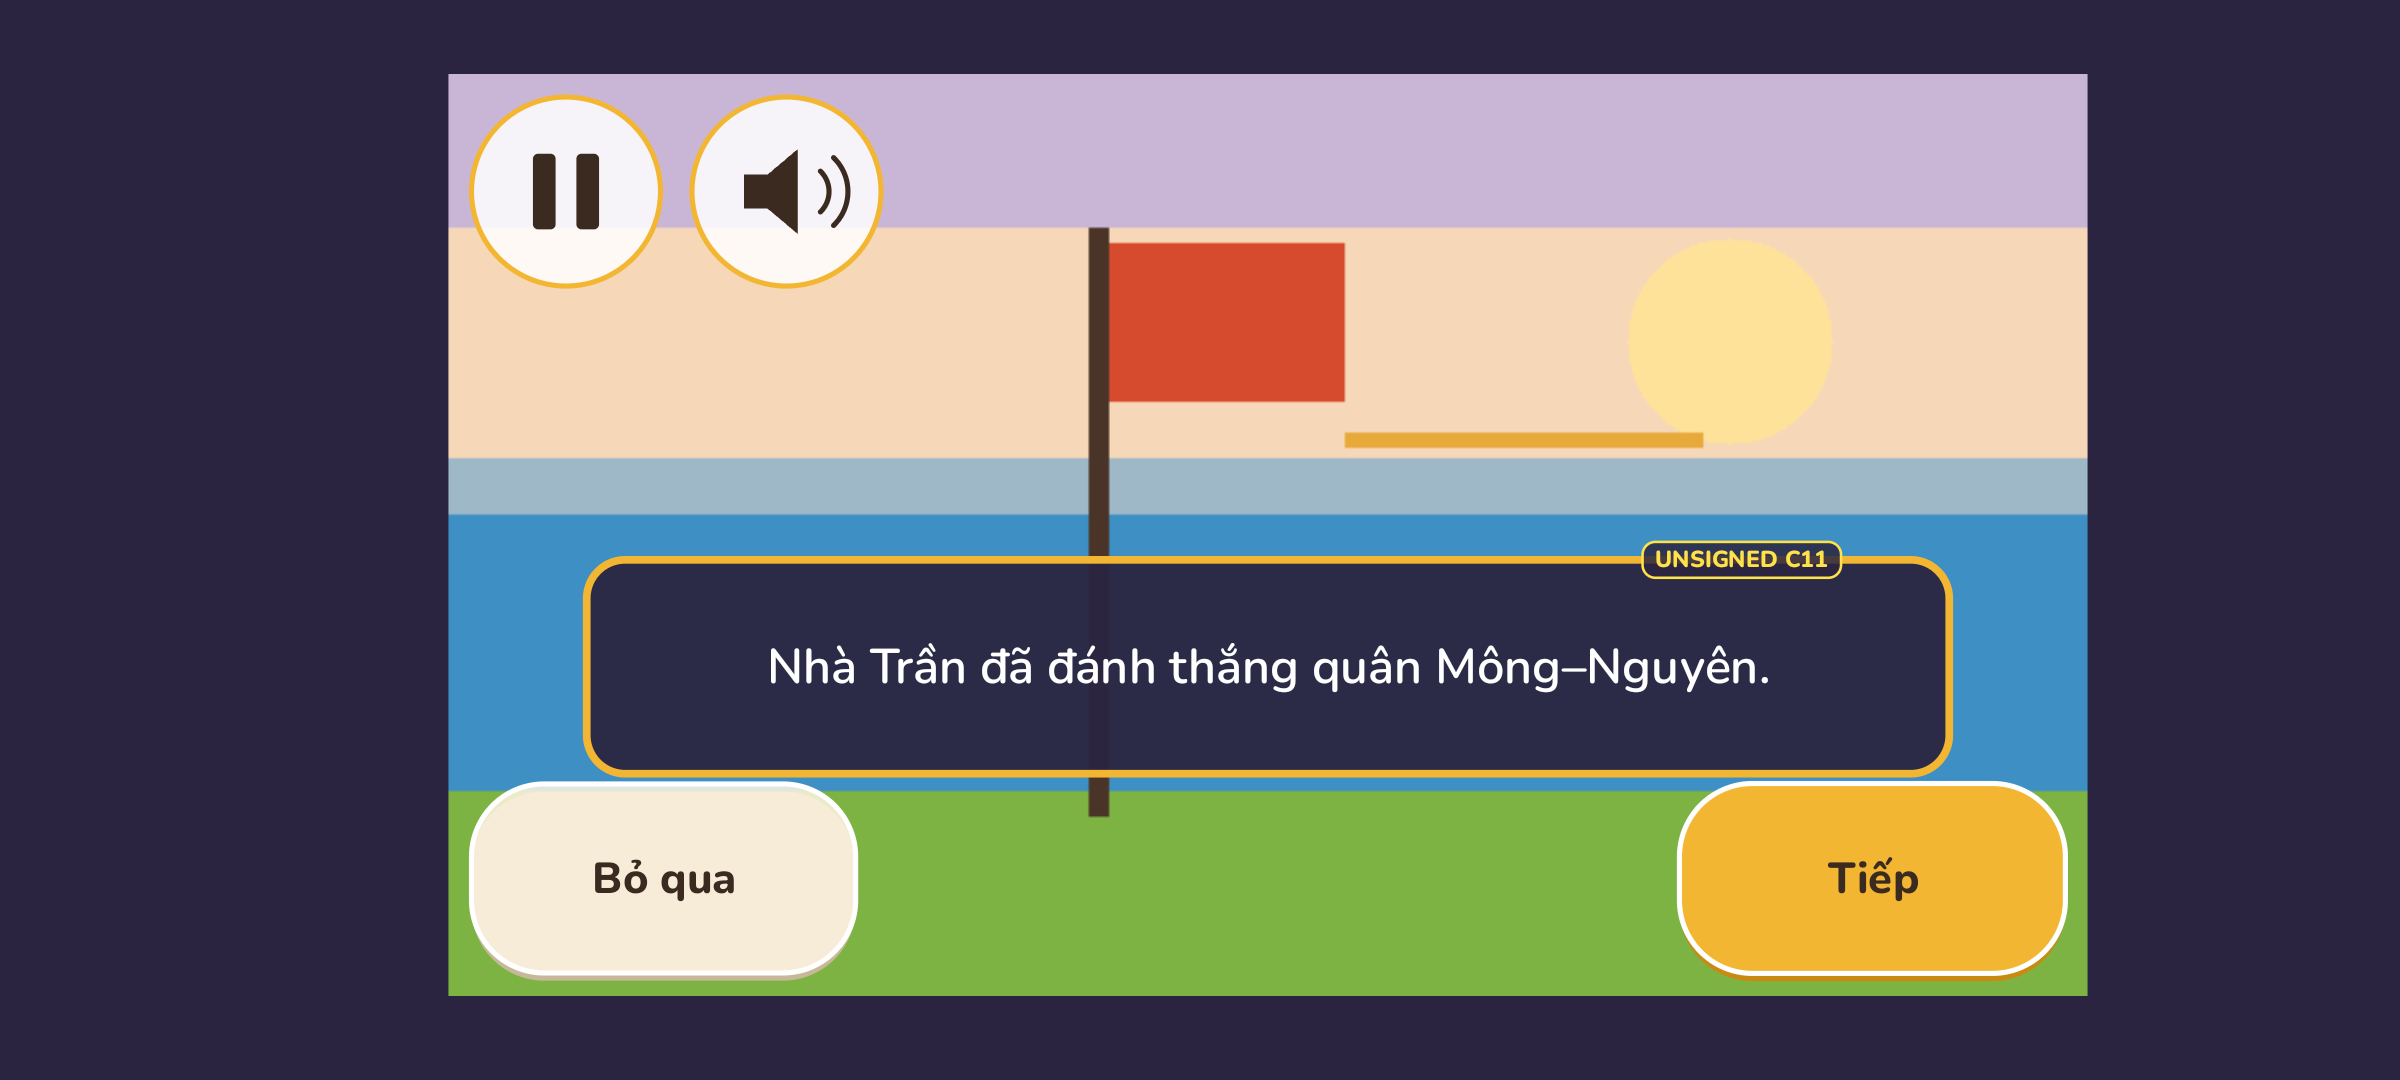 UNSIGNED C11
Nhà Trần đã đánh thắng quân Mông–Nguyên.
Bỏ qua
Tiếp